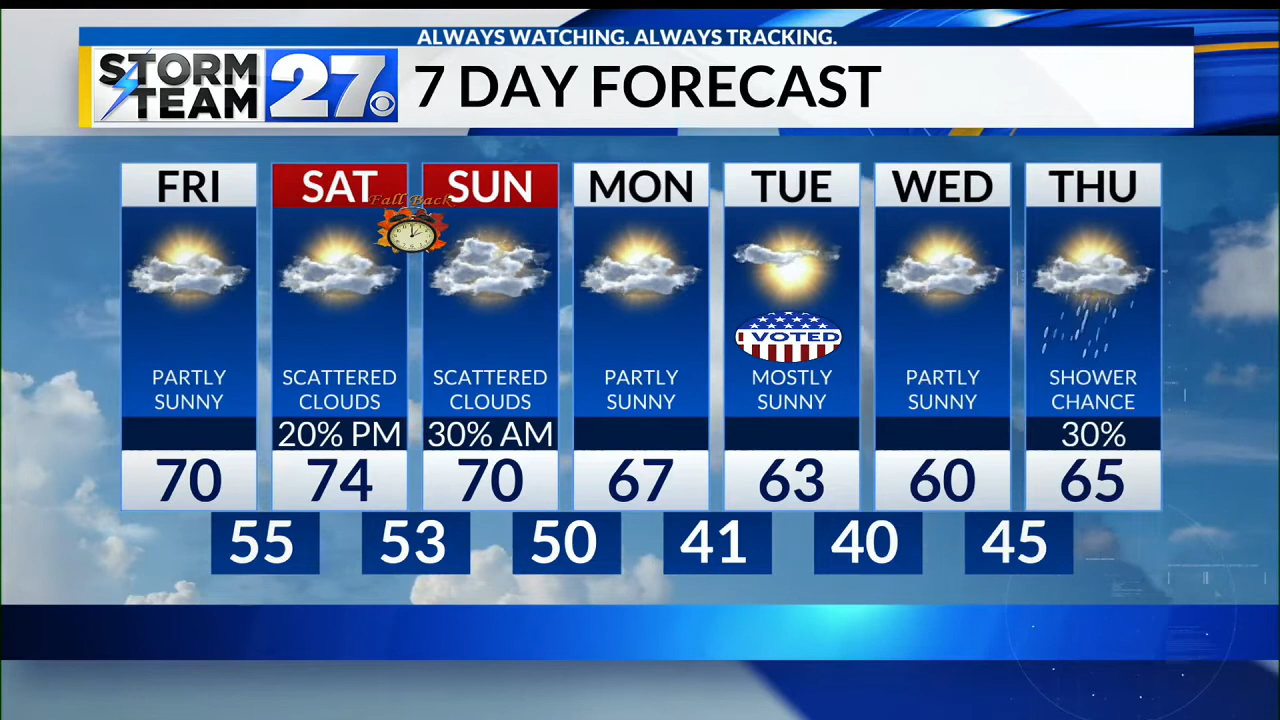 ALWAYS WATCHING. ALWAYS TRACKING.
STORM
TEAM
27
7 DAY FORECAST
FRI
SAT
SUN
MON
TUE
WED
THU
Fall Back
I VOTED
PARTLY
SUNNY
SCATTERED
CLOUDS
SCATTERED
CLOUDS
PARTLY
SUNNY
MOSTLY
SUNNY
PARTLY
SUNNY
SHOWER
CHANCE
20% PM
30% AM
30%
70
74
70
67
63
60
65
55
53
50
41
40
45